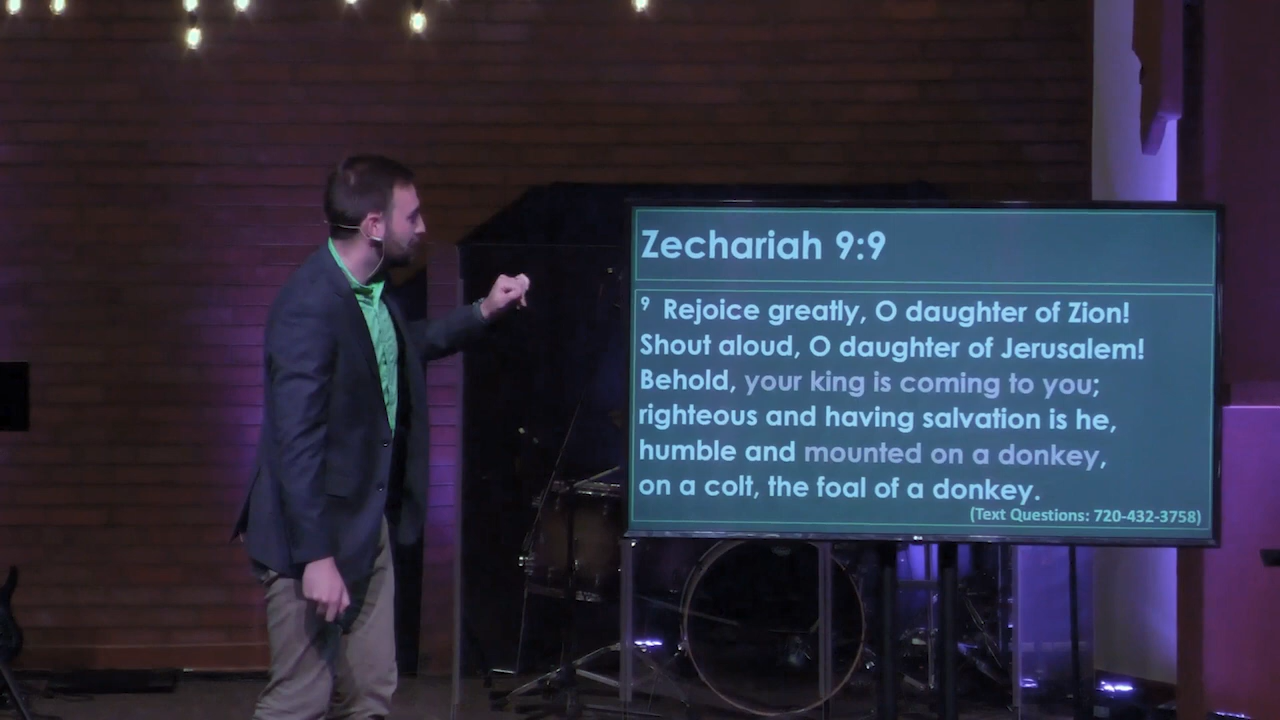 Zechariah 9:9
9 Rejoice greatly, O daughter of Zion!
Shout aloud, O daughter of Jerusalem!
Behold, your king is coming to you;
righteous and having salvation is he,
humble and mounted on a donkey,
on a colt, the foal of a donkey.
(Text Questions: 720-432-3758)
LG